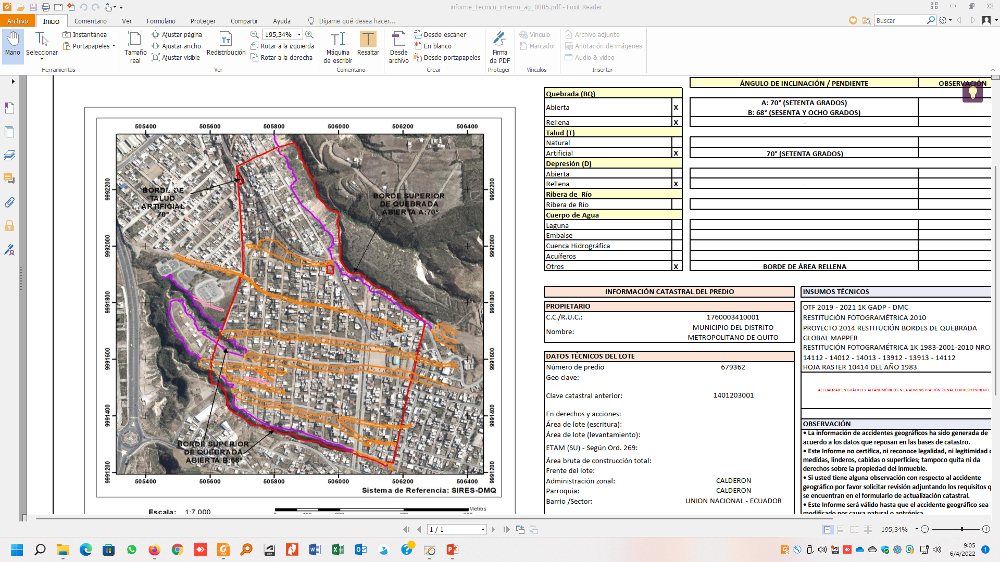 informe_tecnico_interno_ag_0005.pdf - Foxit Reader
Archivo Inicio Comentario Ver Formulario Proteger Compartir Ayuda Dígame qué desea hacer... Buscar
Mano
Seleccionar
Instantánea
Portapapeles
Herramientas
Tamaño real
Ajustar página
Ajustar ancho
Ajustar visible
Redistribución
195,34%
Rotar a la izquierda
Rotar a la derecha
Ver
Máquina de escribir
Resaltar
Comentario
Desde archivo
Desde escáner
En blanco
Desde portapapeles
Crear
Firma de PDF
Proteger
Vínculo
Marcador
Vínculos
Archivo adjunto
Anotación de imágenes
Audio & video
Insertar
505400 505600 505800 506000 506200 506400
9992200 9992000 9991800 9991600 9991400 9991200
BORDE DE
TALUD
ARTIFICIAL
70°
BORDE SUPERIOR
DE QUEBRADA
ABIERTA A:70°
BORDE SUPERIOR
DE QUEBRADA
ABIERTA B:68°
9992200 9992000 9991800 9991600 9991400 9991200
505400 505600 505800 506000 506200 506400
Sistema de Referencia: SIRES-DMQ
Escala: 1:7.000
Metros
ÁNGULO DE INCLINACIÓN / PENDIENTE OBSERVACIÓN
Quebrada (BQ)
Abierta X A: 70° (SETENTA GRADOS)
B: 68° (SESENTA Y OCHO GRADOS)
Rellena X -
Talud (T)
Natural
Artificial X 70° (SETENTA GRADOS)
Depresión (D)
Abierta
Rellena X -
Ribera de Río
Ribera de Río
Cuerpo de Agua
Laguna
Embalse
Cuenca Hidrográfica
Acuíferos
Otros X BORDE DE ÁREA RELLENA
INFORMACIÓN CATASTRAL DEL PREDIO
PROPIETARIO
C.C./R.U.C.: 1760003410001
Nombre: MUNICIPIO DEL DISTRITO
METROPOLITANO DE QUITO
DATOS TÉCNICOS DEL LOTE
Número de predio 679362
Geo clave:
Clave catastral anterior: 1401203001
En derechos y acciones:
Área de lote (escritura):
Área de lote (levantamiento):
ETAM (SU) - Según Ord. 269:
Área bruta de construcción total:
Frente del lote:
Administración zonal: CALDERON
Parroquia: CALDERON
Barrio /Sector: UNION NACIONAL - ECUADOR
INSUMOS TÉCNICOS
OTF 2019 - 2021 1K GADP - DMC
RESTITUCIÓN FOTOGRAMÉTRICA 2010
PROYECTO 2014 RESTITUCIÓN BORDES DE QUEBRADA
GLOBAL MAPPER
RESTITUCIÓN FOTOGRAMÉTRICA 1K 1983-2001-2010 NRO.
14112 - 14012 - 14013 - 13912 - 13913 - 14112
HOJA RASTER 10414 DEL AÑO 1983
ACTUALIZAR EN GRÁFICO Y ALFANUMÉRICO EN LA ADMINISTRACIÓN ZONAL CORRESPONDIENTE
OBSERVACIÓN
• La información de accidentes geográficos ha sido generada de
acuerdo a los datos que reposan en las bases de catastro.
• Este Informe no certifica, ni reconoce legalidad, ni legitimidad
medidas, linderos, cabidas o superficies; tampoco quita ni da
derechos sobre la propiedad del inmueble.
• Si usted tiene alguna observación con respecto al accidente
geográfico por favor solicitar revisión adjuntando los requisitos q
se encuentran en el formulario de actualización catastral.
• Este Informe será válido hasta que el accidente geográfico sea
modificado por causa natural o antrópica.
1 / 1
195,34%
9:05
6/4/2022
1